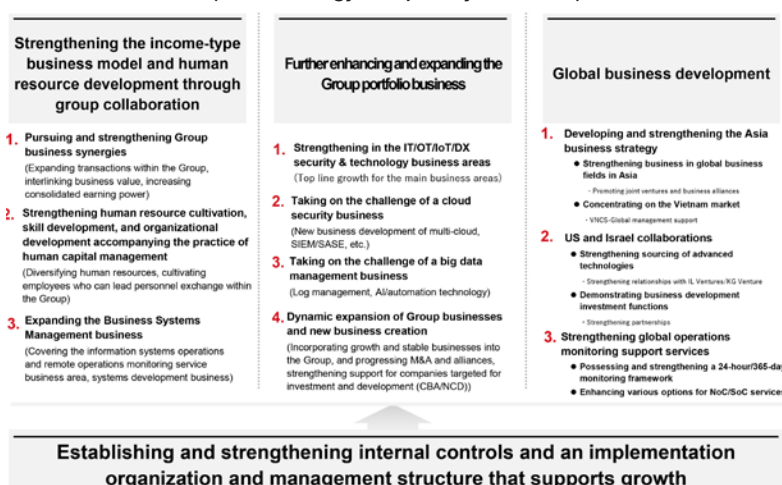 Strengthening the income-type
business model and human
resource development through
group collaboration
1. Pursuing and strengthening Group
business synergies
(Expanding transactions within the Group,
interlinking business value, increasing
consolidated earning power)
2. Strengthening human resource cultivation,
skill development, and organizational
development accompanying the practice of
human capital management
(Diversifying human resources, cultivating
employees who can lead personnel exchange within
the Group)
3. Expanding the Business Systems
Management business
(Covering the information systems operations
and remote operations monitoring service
business area, systems development business)
Further enhancing and expanding the
Group portfolio business
1. Strengthening in the IT/OT/IoT/DX
security & technology business areas
(Top line growth for the main business areas)
2. Taking on the challenge of a cloud
security business
(New business development of multi-cloud,
SIEM/SASE, etc.)
3. Taking on the challenge of a big data
management business
(Log management, AI/automation technology)
4. Dynamic expansion of Group businesses
and new business creation
(Incorporating growth and stable businesses into
the Group, and progressing M&A and alliances,
strengthening support for companies targeted for
investment and development (CBA/NCD))
Global business development
1. Developing and strengthening the Asia
business strategy
● Strengthening business in global business
fields in Asia
- Promoting joint ventures and business alliances
● Concentrating on the Vietnam market
- VNCS-Global management support
2. US and Israel collaborations
● Strengthening sourcing of advanced
technologies
- Strengthening relationships with IL Ventures/KG Venture
● Demonstrating business development
investment functions
- Strengthening partnerships
3. Strengthening global operations
monitoring support services
● Possessing and strengthening a 24-hour/365-day
monitoring framework
● Enhancing various options for NoC/SoC services
Establishing and strengthening internal controls and an implementation
organization and management structure that supports growth